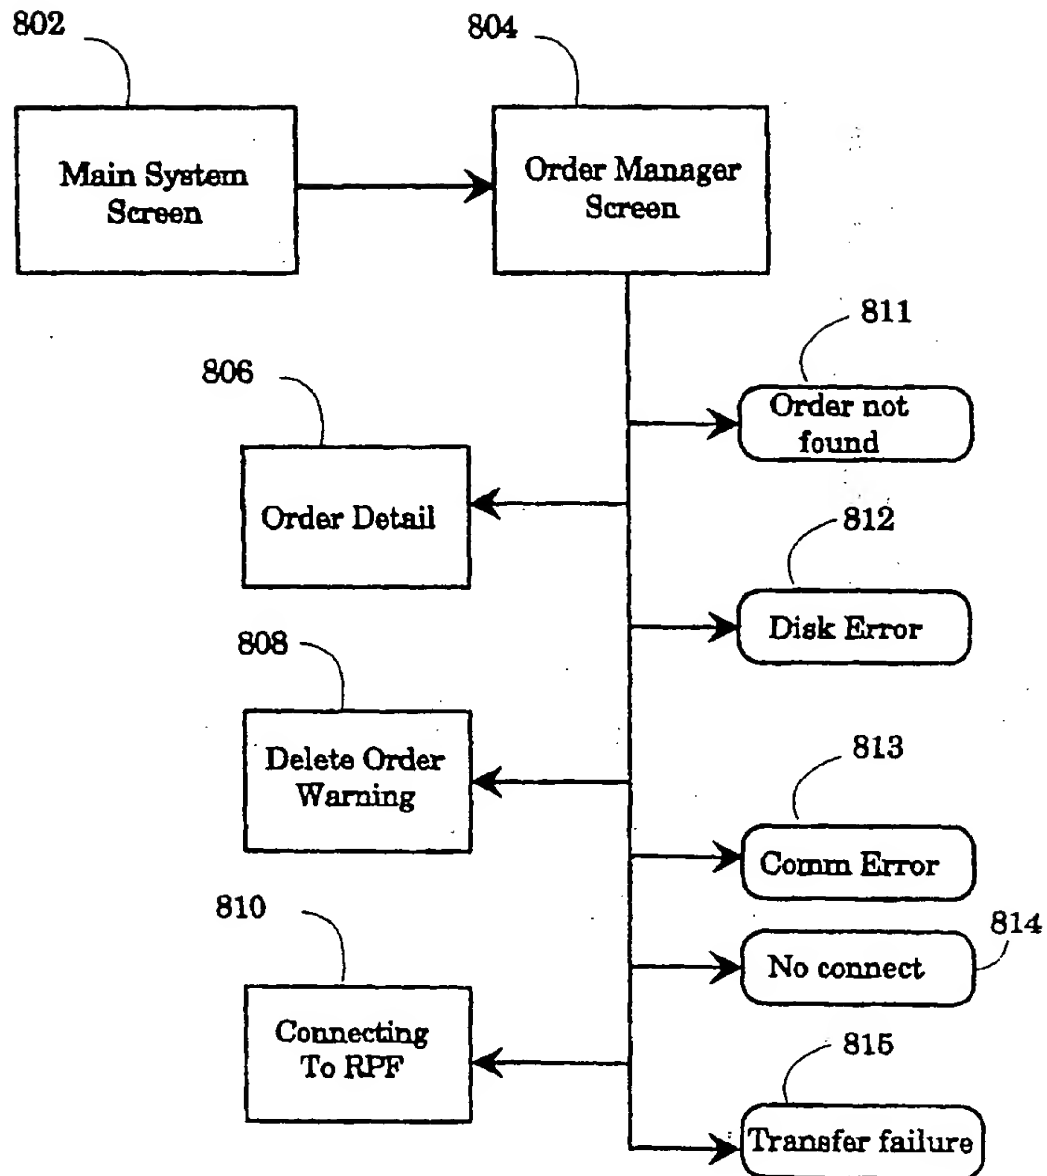 802
804
Main System
Screen
Order Manager
Screen
811
Order not
found
806
Order Detail
812
Disk Error
808
Delete Order
Warning
813
Comm Error
810
814
No connect
Connecting
To RPF
815
Transfer failure